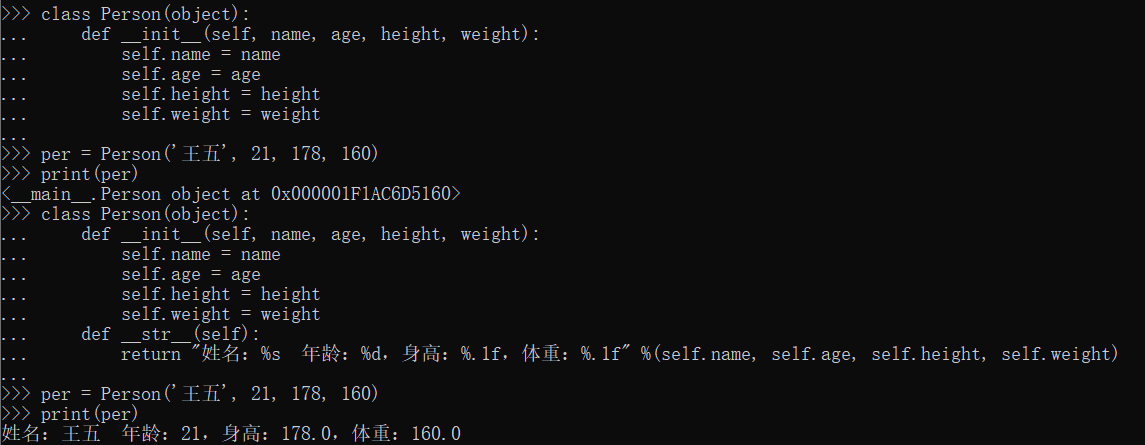 >>> class Person(object):
...     def __init__(self, name, age, height, weight):
...         self.name = name
...         self.age = age
...         self.height = height
...         self.weight = weight
...
>>> per = Person('王五', 21, 178, 160)
>>> print(per)
<__main__.Person object at 0x000001F1AC6D5160>
>>> class Person(object):
...     def __init__(self, name, age, height, weight):
...         self.name = name
...         self.age = age
...         self.height = height
...         self.weight = weight
...     def __str__(self):
...         return "姓名：%s  年龄：%d，身高：%.1f，体重：%.1f" %(self.name, self.age, self.height, self.weight)
...
>>> per = Person('王五', 21, 178, 160)
>>> print(per)
姓名：王五  年龄：21，身高：178.0，体重：160.0